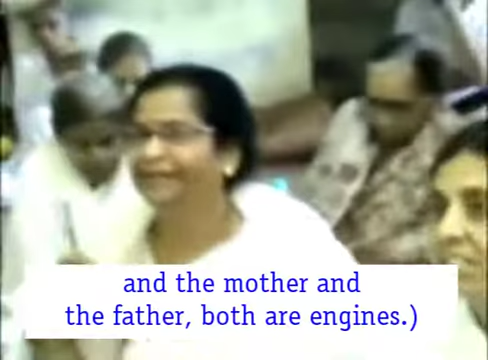 and the mother and
the father, both are engines.)